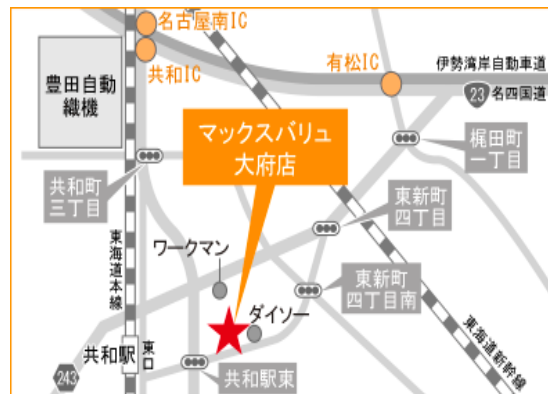 名古屋南IC
共和IC
有松IC
伊勢湾岸自動車道
23 名四国道
豊田自動
織機
マックスバリュ
大府店
梶田町
一丁目
共和町
三丁目
東新町
四丁目
東海道本線
ワークマン
東新町
四丁目南
ダイソー
東海道新幹線
共和駅
東口
共和駅東
243